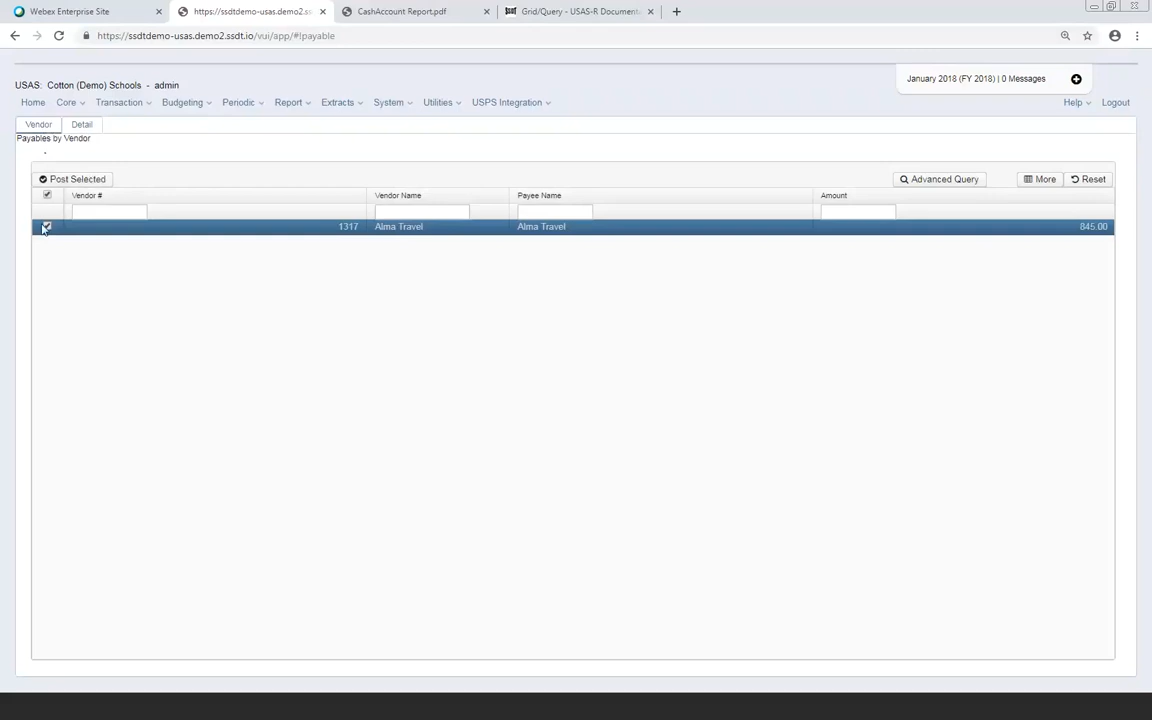 Webex Enterprise Site
https://ssdtdemo-usas.demo2.ss
CashAccount Report.pdf
Grid/Query - USAS-R Document
https://ssdtdemo-usas.demo2.ssdt.io/vui/app/#!payable
USAS: Cotton (Demo) Schools - admin
January 2018 (FY 2018) | 0 Messages
Home Core Transaction Budgeting Periodic Report Extracts System Utilities USPS Integration Help Logout
Vendor Detail
Payables by Vendor
Post Selected Advanced Query More Reset
Vendor # Vendor Name Payee Name Amount
1317 Alma Travel Alma Travel 845.00